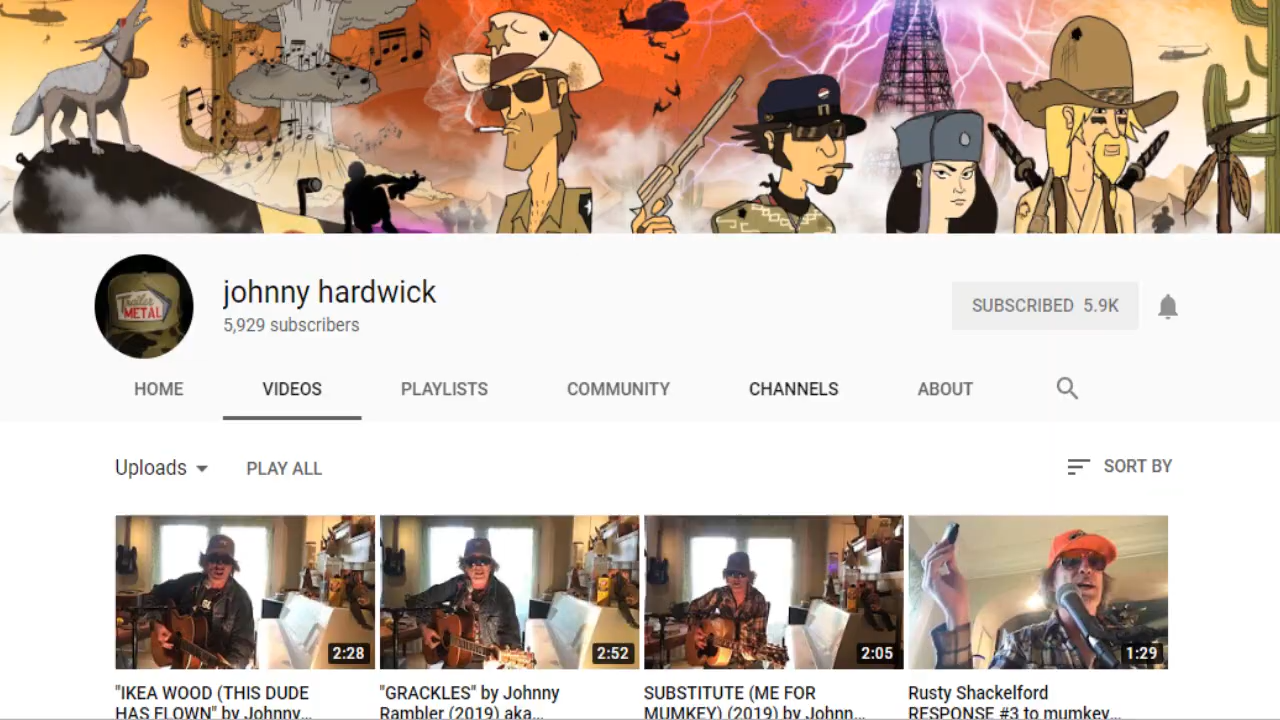 johnny hardwick
5,929 subscribers
SUBSCRIBED 5.9K
HOME VIDEOS PLAYLISTS COMMUNITY CHANNELS ABOUT
Uploads PLAY ALL SORT BY
Trailer
METAL
2:28 2:52 2:05 1:29
"IKEA WOOD (THIS DUDE
HAS FLOWN" by Johnny...
"GRACKLES" by Johnny
Rambler (2019) aka...
SUBSTITUTE (ME FOR
MUMKEY) (2019) by Johnn...
Rusty Shackelford
RESPONSE #3 to mumkey...